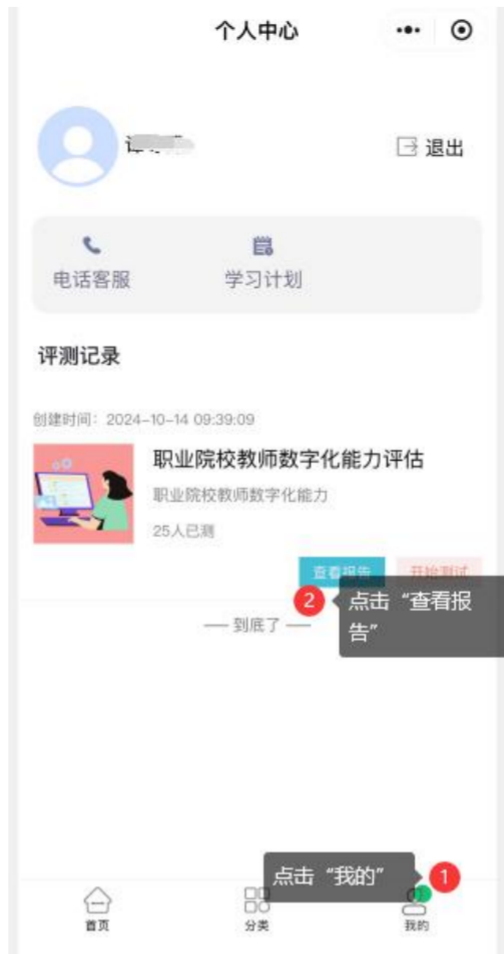 个人中心
退出
电话客服
学习计划
评测记录
创建时间：2024-10-14 09:39:09
职业院校教师数字化能力评估
职业院校教师数字化能力
25人已测
查看报告
开始测试
2
点击“查看报
告”
到底了
点击“我的”
1
首页
分类
我的